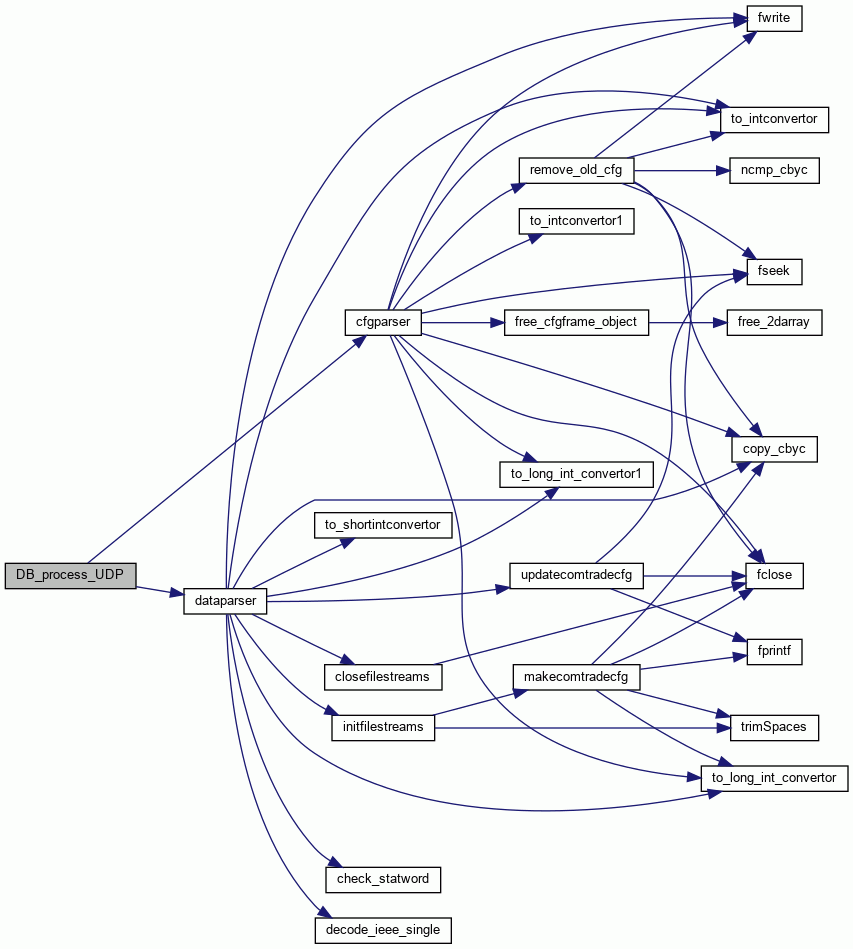 fwrite
to_intconvertor
remove_old_cfg
ncmp_cbyc
to_intconvertor1
fseek
cfgparser
free_cfgframe_object
free_2darray
copy_cbyc
to_long_int_convertor1
to_shortintconvertor
DB_process_UDP
updatecomtradecfg
fclose
dataparser
fprintf
closefilestreams
makecomtradecfg
initfilestreams
trimSpaces
to_long_int_convertor
check_statword
decode_ieee_single